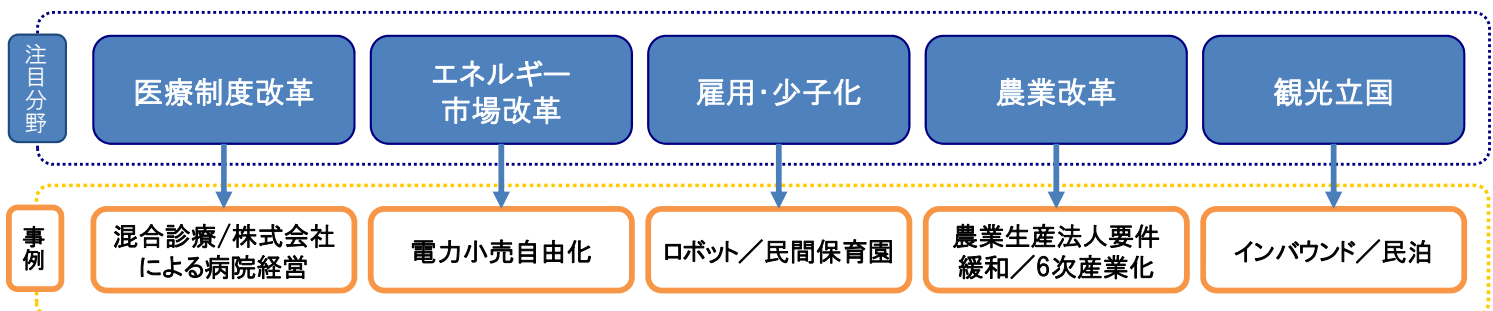 注目分野
医療制度改革
エネルギー
市場改革
雇用・少子化
農業改革
観光立国
事例
混合診療/株式会社
による病院経営
電力小売自由化
ロボット／民間保育園
農業生産法人要件
緩和／6次産業化
インバウンド／民泊